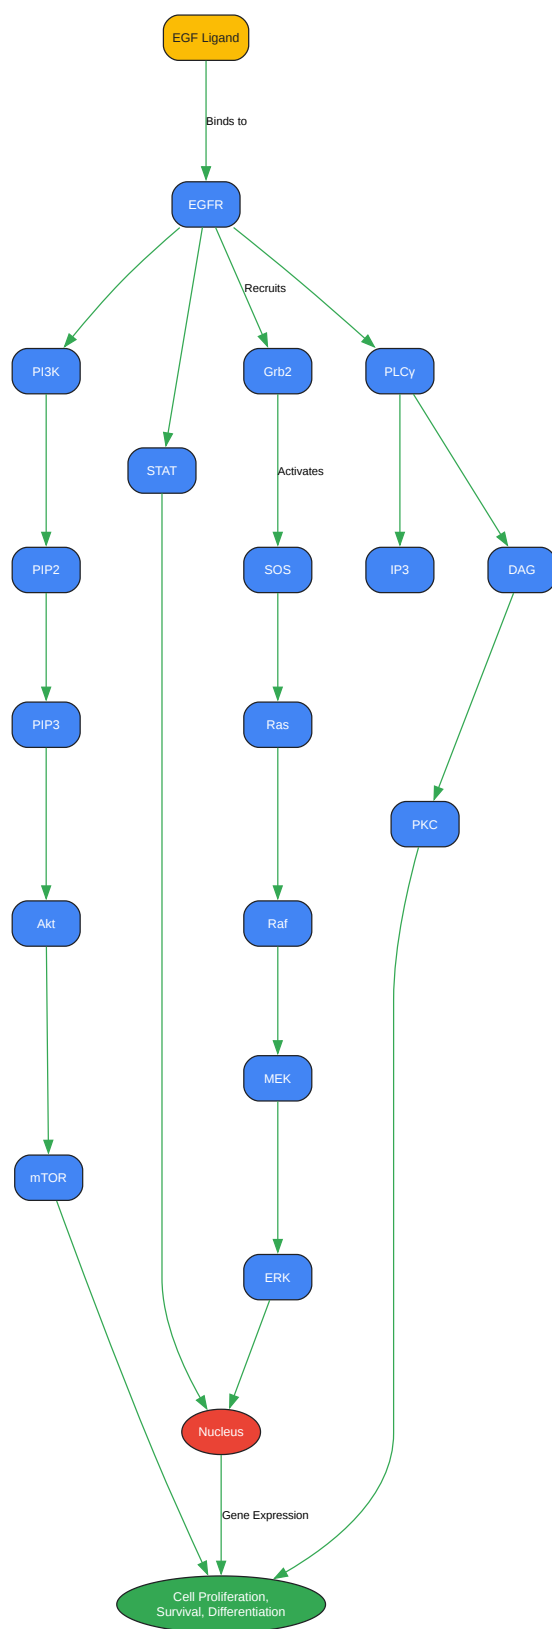 EGF Ligand
Binds to
EGFR
Recruits
PI3K
Grb2
PLCγ
STAT
Activates
PIP2
SOS
IP3
DAG
PIP3
Ras
PKC
Akt
Raf
MEK
mTOR
ERK
Nucleus
Gene Expression
Cell Proliferation,
Survival, Differentiation